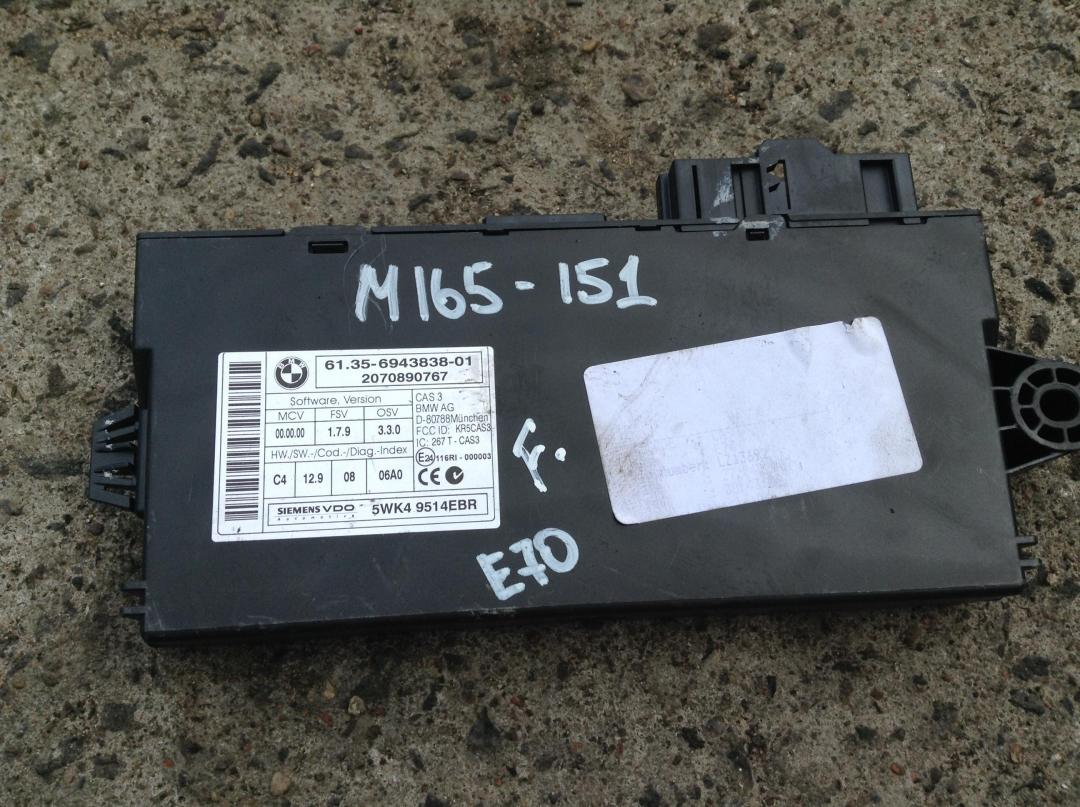 M165-151
BMW
61.35-6943838-01
2070890767
Software, Version
MCV FSV OSV
00.00.00 1.7.9 3.3.0
HW./SW.-/Cod.-/Diag.-Index
C4 12.9 08 06A0
CAS 3
BMW AG
D-80788München
FCC ID: KR5CAS3
IC: 267 T - CAS3
E24 116RI - 000003
CE
SIEMENS VDO 5WK4 9514EBR
Automotive
F.
E70